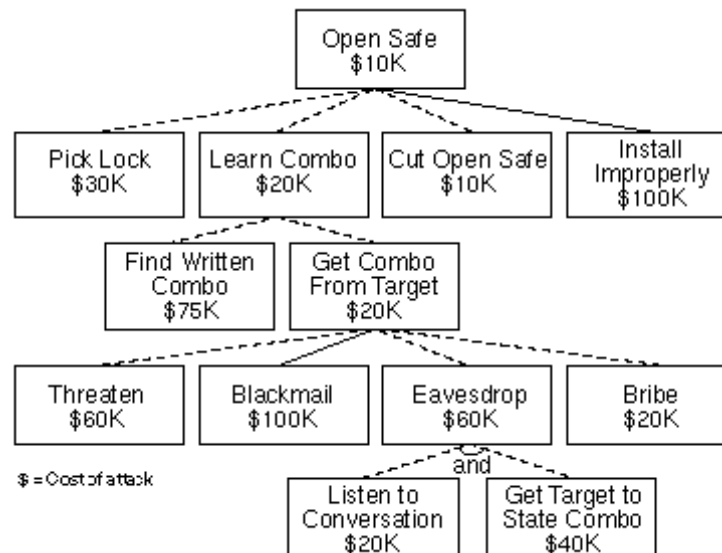 Open Safe
$10K
Pick Lock
$30K
Learn Combo
$20K
Cut Open Safe
$10K
Install
Improperly
$100K
Find Written
Combo
$75K
Get Combo
From Target
$20K
Threaten
$60K
Blackmail
$100K
Eavesdrop
$60K
Bribe
$20K
and
$ = Cost of attack
Listen to
Conversation
$20K
Get Target to
State Combo
$40K